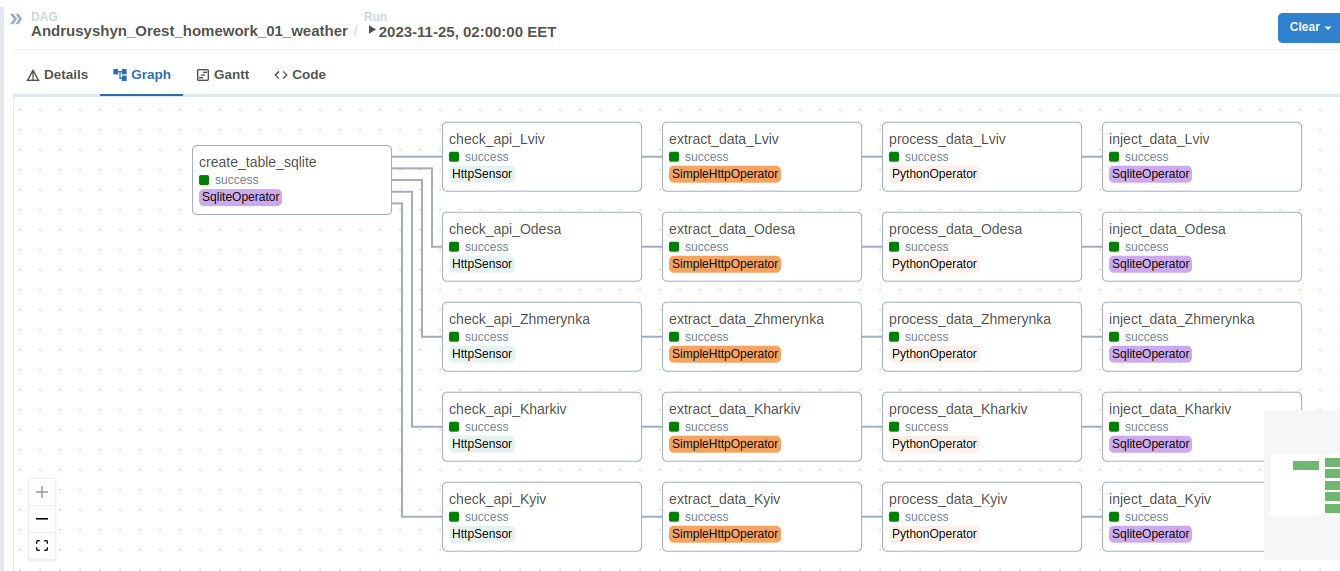 DAG
Andrusyshyn_Orest_homework_01_weather / Run
2023-11-25, 02:00:00 EET
Clear
Details
Graph
Gantt
Code
create_table_sqlite
success
SqliteOperator
check_api_Lviv
success
HttpSensor
extract_data_Lviv
success
SimpleHttpOperator
process_data_Lviv
success
PythonOperator
inject_data_Lviv
success
SqliteOperator
check_api_Odesa
success
HttpSensor
extract_data_Odesa
success
SimpleHttpOperator
process_data_Odesa
success
PythonOperator
inject_data_Odesa
success
SqliteOperator
check_api_Zhmerynka
success
HttpSensor
extract_data_Zhmerynka
success
SimpleHttpOperator
process_data_Zhmerynka
success
PythonOperator
inject_data_Zhmerynka
success
SqliteOperator
check_api_Kharkiv
success
HttpSensor
extract_data_Kharkiv
success
SimpleHttpOperator
process_data_Kharkiv
success
PythonOperator
inject_data_Kharkiv
success
SqliteOperator
check_api_Kyiv
success
HttpSensor
extract_data_Kyiv
success
SimpleHttpOperator
process_data_Kyiv
success
PythonOperator
inject_data_Kyiv
success
SqliteOperator